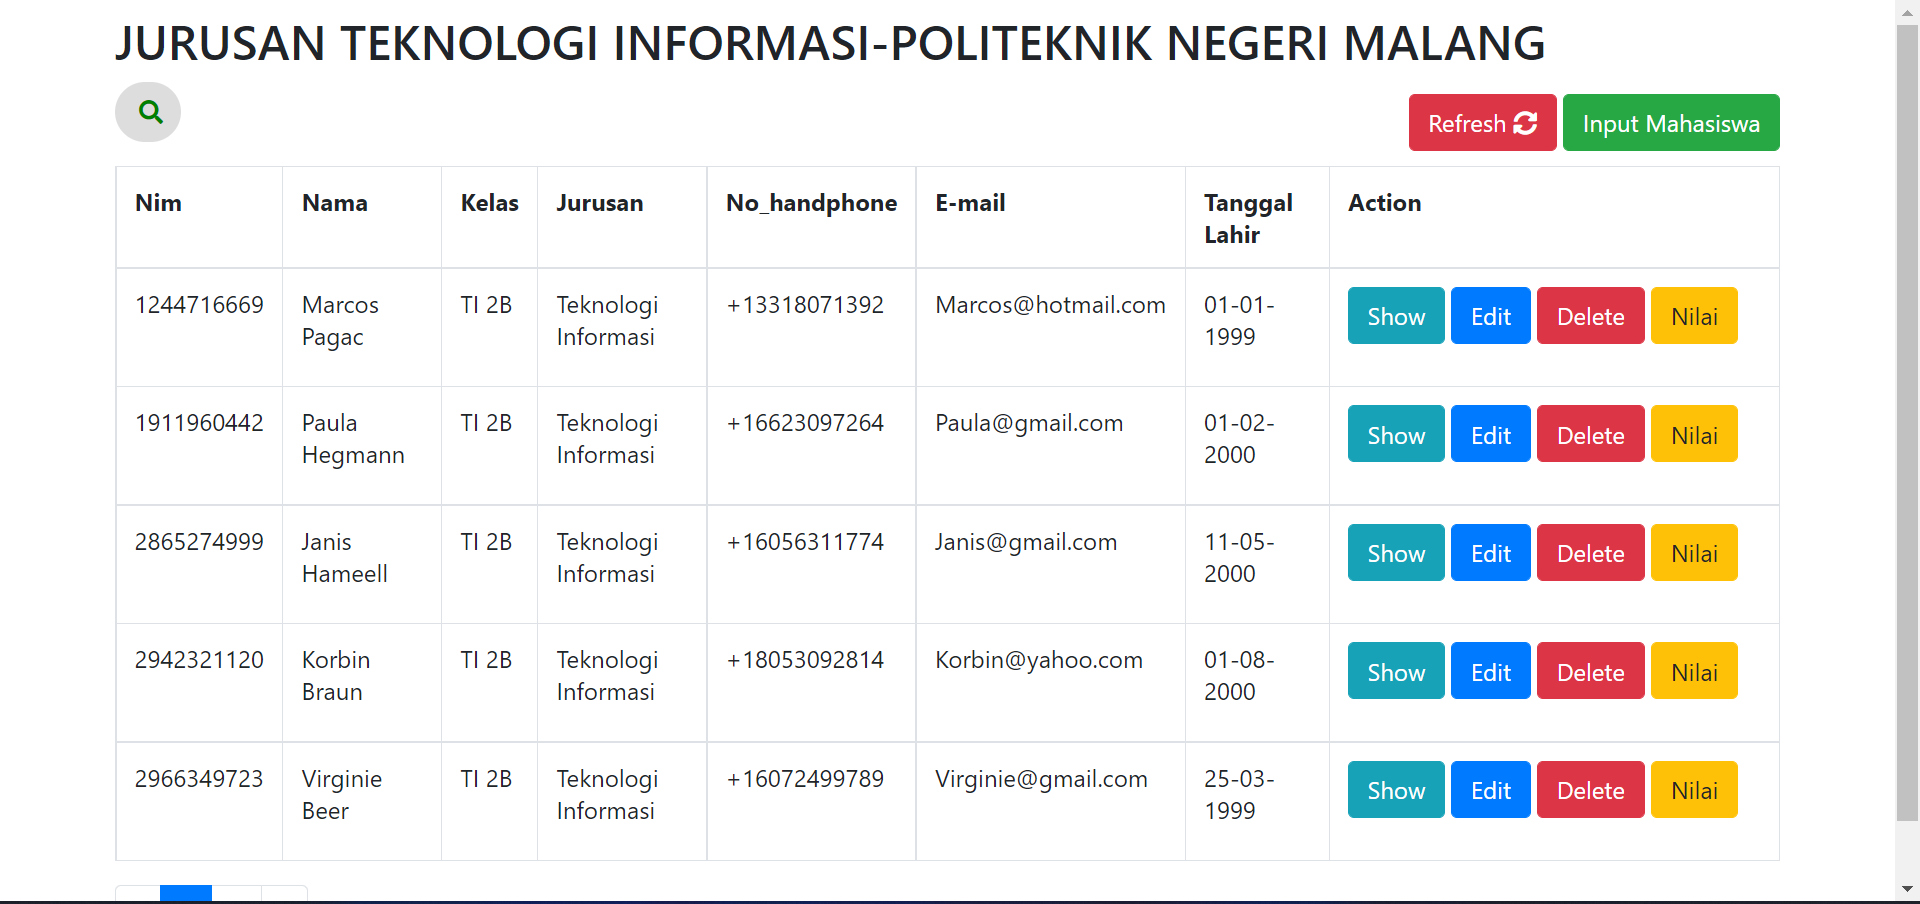 JURUSAN TEKNOLOGI INFORMASI-POLITEKNIK NEGERI MALANG
Refresh Input Mahasiswa
Nim Nama Kelas Jurusan No_handphone E-mail Tanggal Action
Lahir
1244716669 Marcos TI 2B Teknologi +13318071392 Marcos@hotmail.com 01-01- Show Edit Delete Nilai
Pagac Informasi 1999
1911960442 Paula TI 2B Teknologi +16623097264 Paula@gmail.com 01-02- Show Edit Delete Nilai
Hegmann Informasi 2000
2865274999 Janis TI 2B Teknologi +16056311774 Janis@gmail.com 11-05- Show Edit Delete Nilai
Hameell Informasi 2000
2942321120 Korbin TI 2B Teknologi +18053092814 Korbin@yahoo.com 01-08- Show Edit Delete Nilai
Braun Informasi 2000
2966349723 Virginie TI 2B Teknologi +16072499789 Virginie@gmail.com 25-03- Show Edit Delete Nilai
Beer Informasi 1999